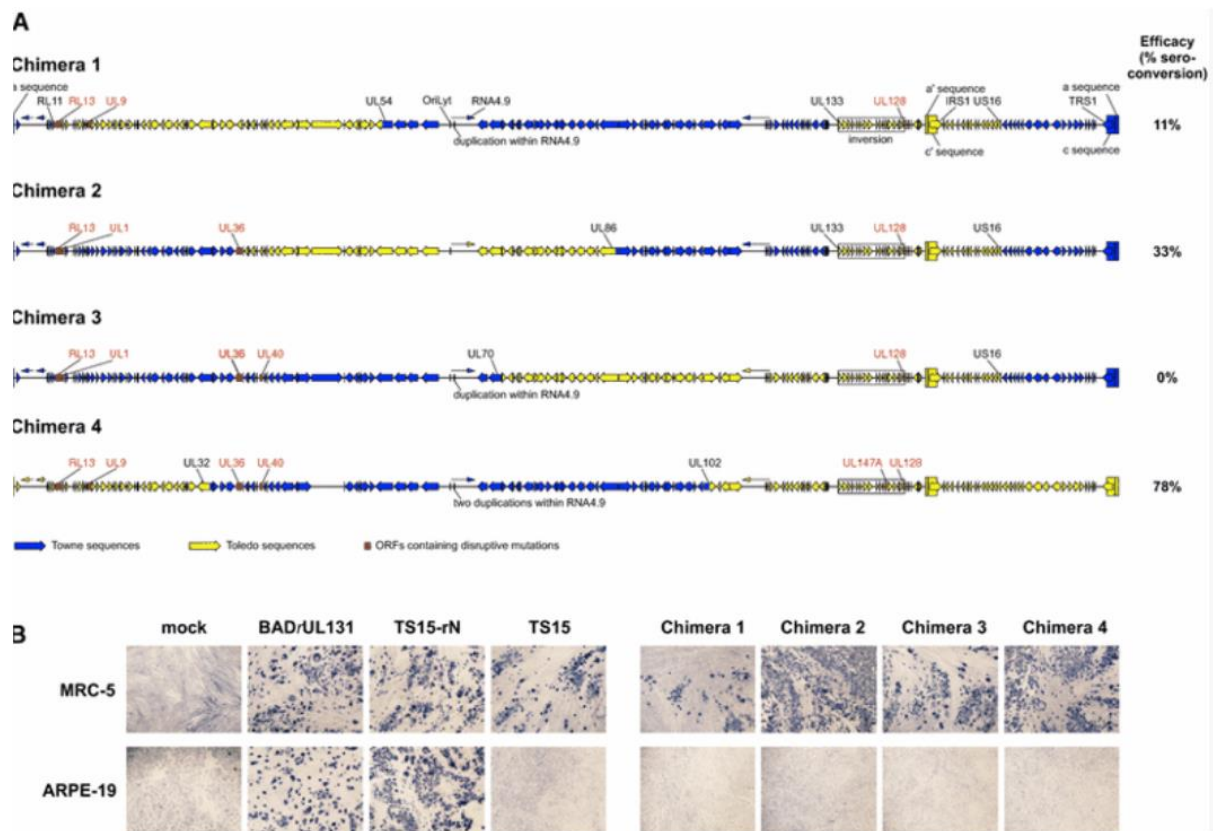 A
Efficacy
(% sero-
conversion)
Chimera 1
a sequence
RL11 RL13 UL9 UL54 OriLyt RNA4.9 UL133 UL128 a' sequence IRS1 US16 a sequence TRS1
11%
duplication within RNA4.9 inversion c' sequence c sequence
Chimera 2
RL13 UL1 UL36 UL86 UL133 UL128 US16
33%
Chimera 3
RL13 UL1 UL36 UL40 UL70 UL128 US16
0%
duplication within RNA4.9
Chimera 4
RL13 UL9 UL32 UL36 UL40 UL102 UL147A UL128
78%
two duplications within RNA4.9
Towne sequences Toledo sequences ORFs containing disruptive mutations
B
mock BADrUL131 TS15-rN TS15 Chimera 1 Chimera 2 Chimera 3 Chimera 4
MRC-5
ARPE-19